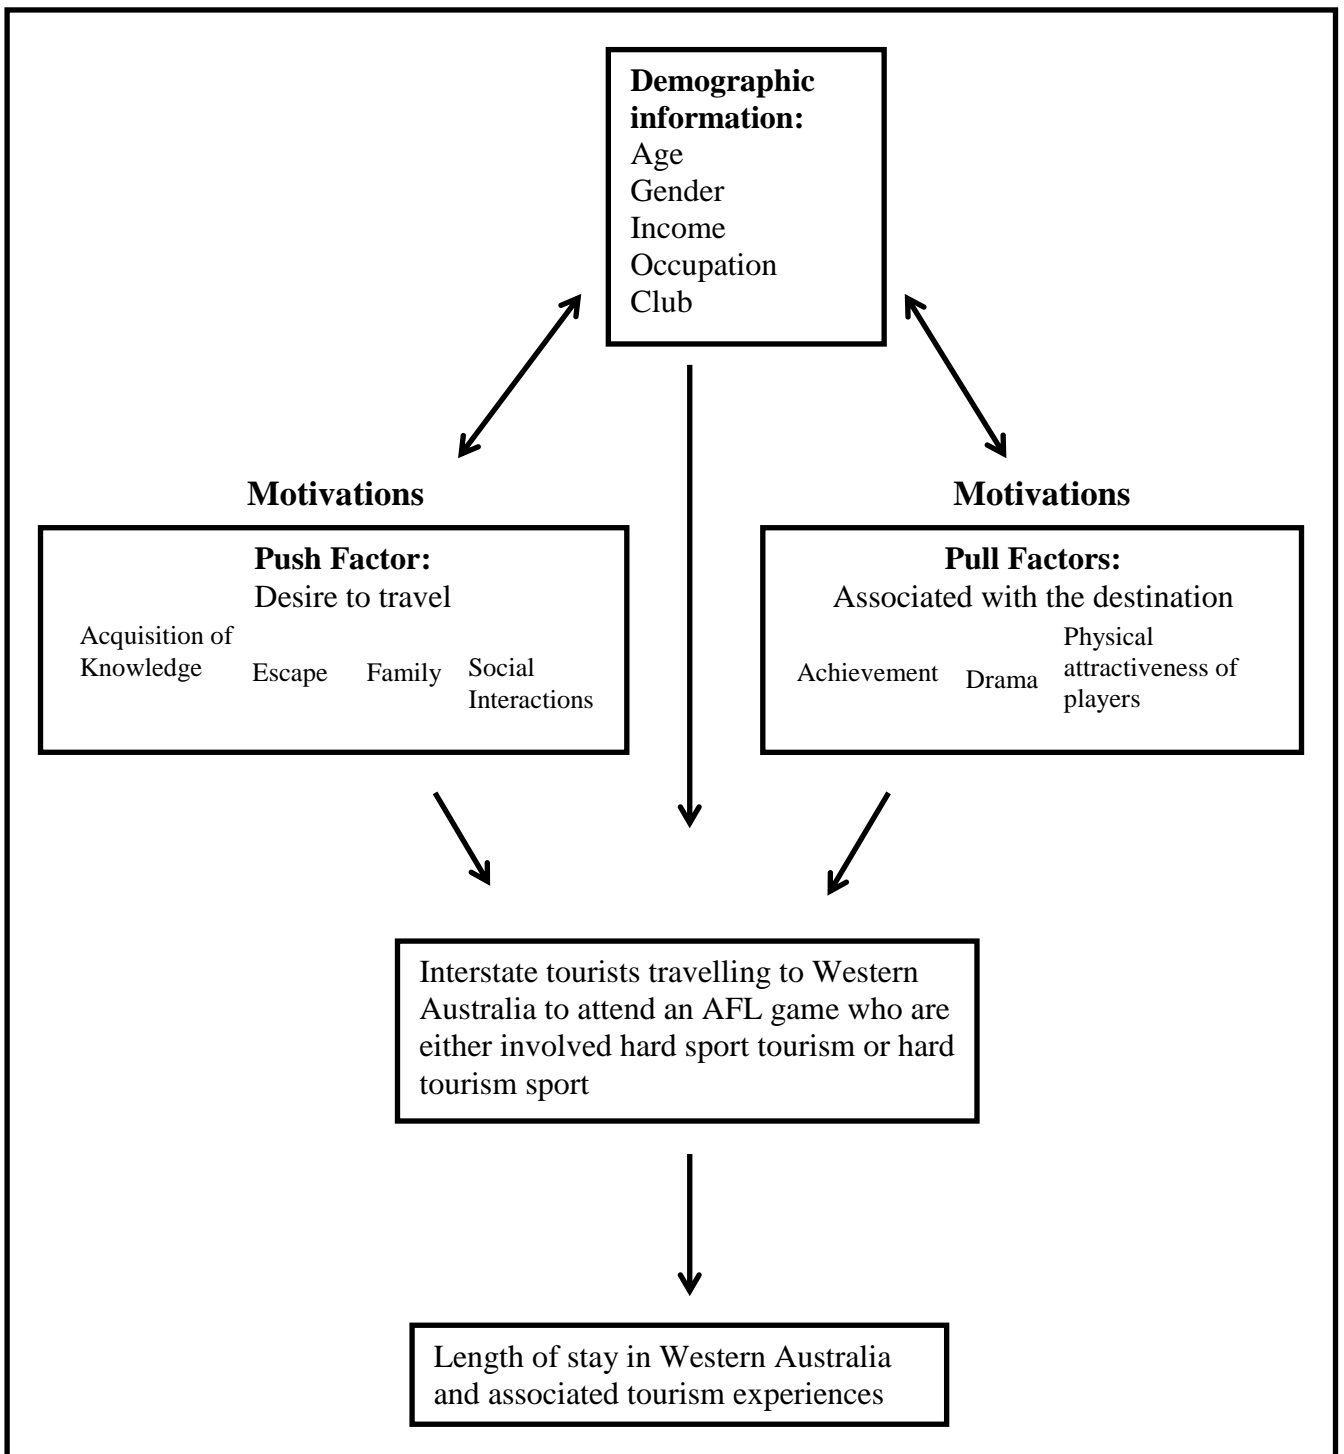 Demographic
information:
Age
Gender
Income
Occupation
Club
Motivations
Push Factor:
Desire to travel
Acquisition of
Knowledge
Escape
Family
Social
Interactions
Motivations
Pull Factors:
Associated with the destination
Achievement
Drama
Physical
attractiveness of
players
Interstate tourists travelling to Western
Australia to attend an AFL game who are
either involved hard sport tourism or hard
tourism sport
Length of stay in Western Australia
and associated tourism experiences